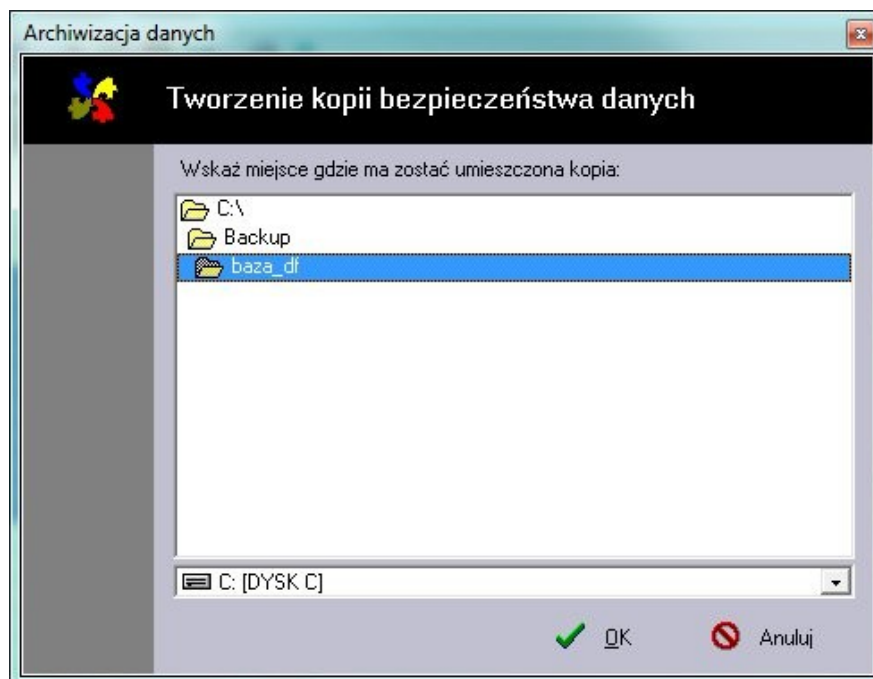 Archiwizacja danych
Tworzenie kopii bezpieczeństwa danych
Wskaż miejsce gdzie ma zostać umieszczona kopia:
C:\
Backup
baza_df
C: [DYSK C]
OK
Anuluj